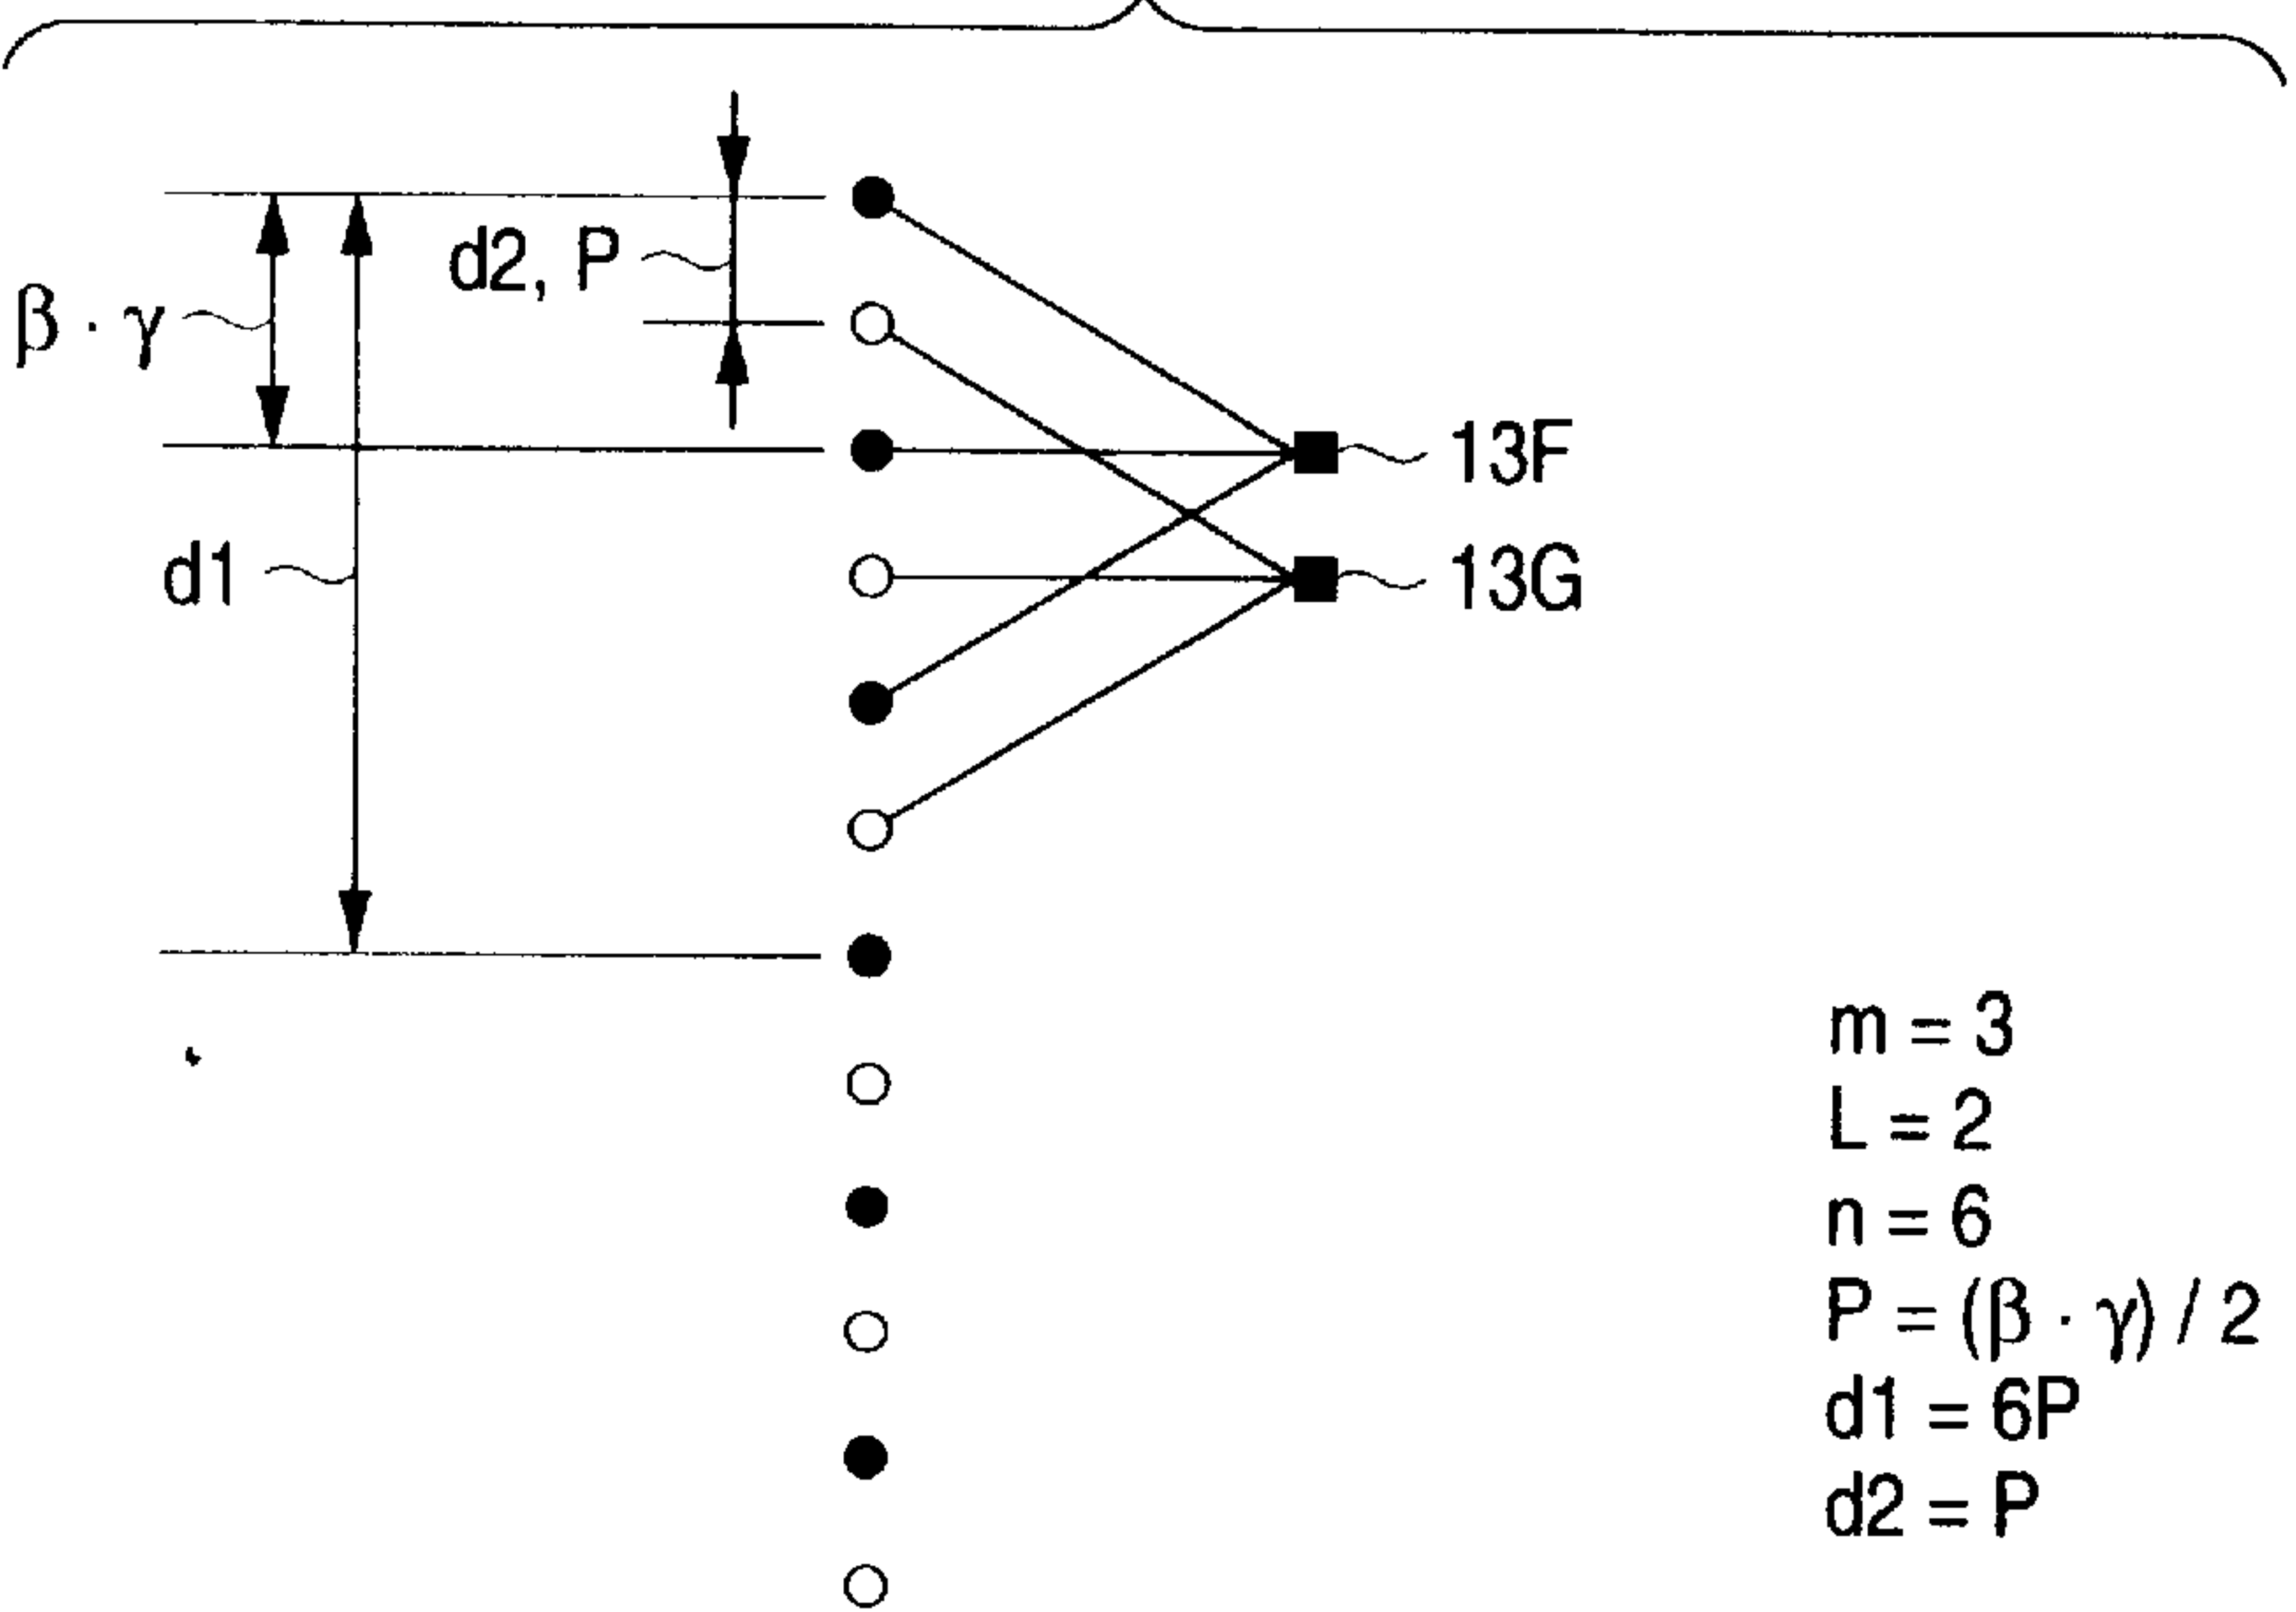 d2, P
β · γ
13F
13G
d1
m = 3
L = 2
n = 6
P = (β · γ) / 2
d1 = 6P
d2 = P